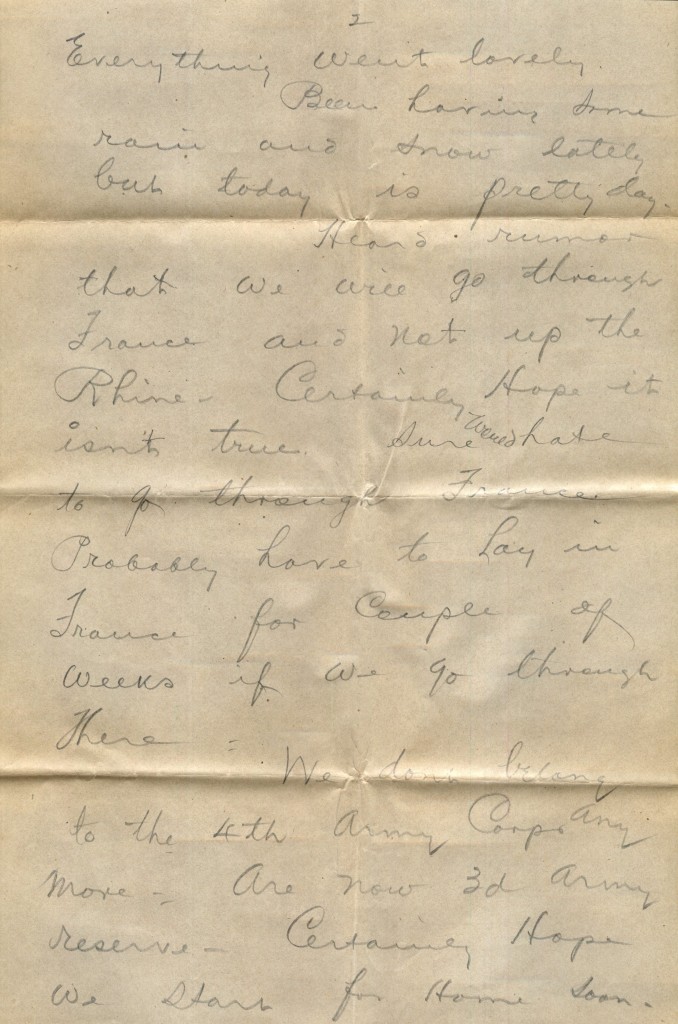 2
Everything went lovely.
Been having some
rain and snow lately
but today is pretty day.
Heard rumor
that we will go through
France and not up the
Rhine - Certainly Hope it
isn't true. Sure would hate
to go through France
Probably have to Lay in
France for Couple of
weeks if we go through
There -
We don't belong
to the 4th Army Corps any
more - Are now 3d Army
reserve - Certainly Hope
we start for Home soon.